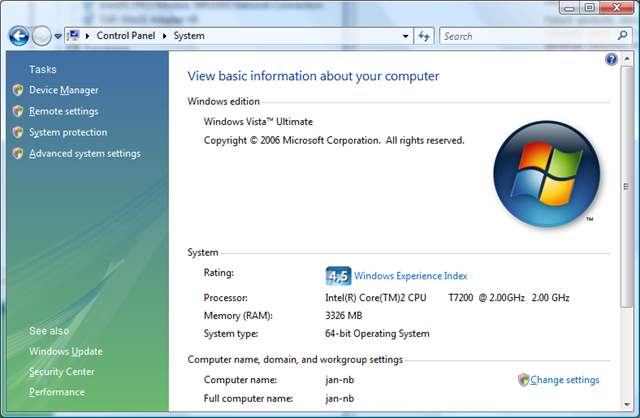 Control Panel ▸ System
Search
Tasks
Device Manager
Remote settings
System protection
Advanced system settings
See also
Windows Update
Security Center
Performance
View basic information about your computer
Windows edition
Windows Vista™ Ultimate
Copyright © 2006 Microsoft Corporation. All rights reserved.
TM
System
Rating: 4,5 Windows Experience Index
Processor: Intel(R) Core(TM)2 CPU T7200 @ 2.00GHz 2.00 GHz
Memory (RAM): 3326 MB
System type: 64-bit Operating System
Computer name, domain, and workgroup settings
Computer name: jan-nb Change settings
Full computer name: jan-nb